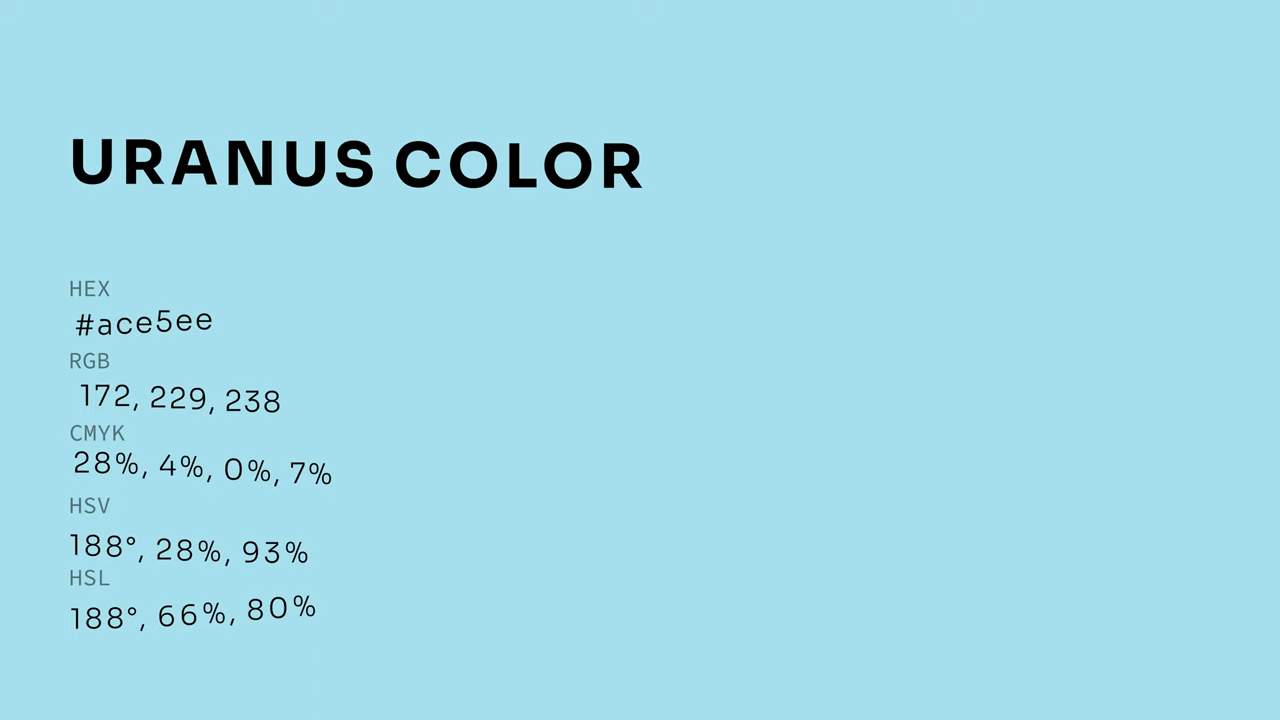 URANUS COLOR
HEX
#ace5ee
RGB
172, 229, 238
CMYK
28%, 4%, 0%, 7%
HSV
188°, 28%, 93%
HSL
188°, 66%, 80%